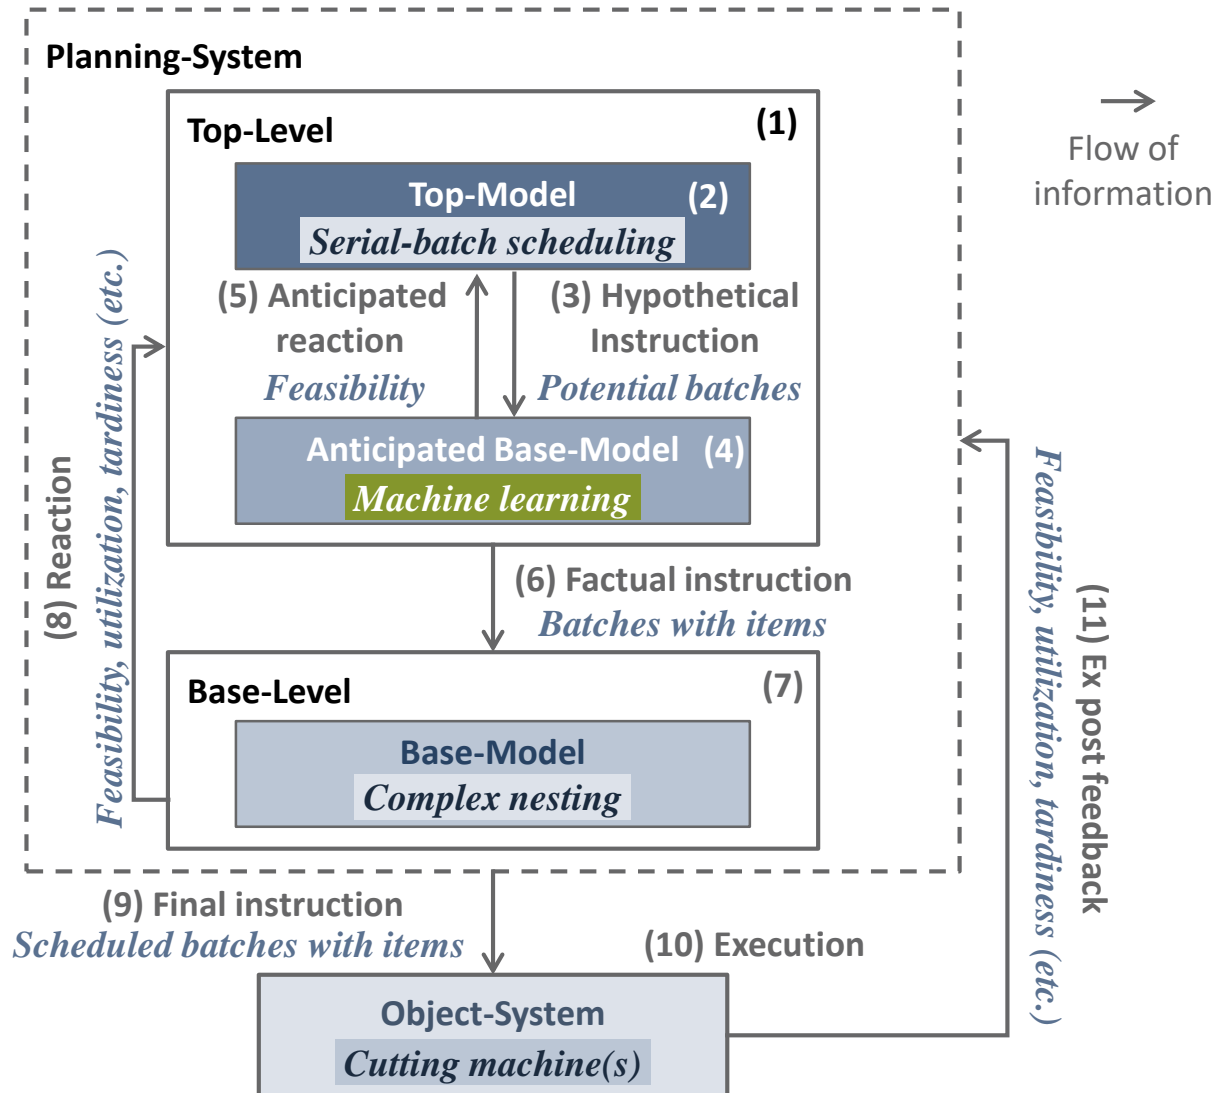 Planning-System
Top-Level
(1)
Top-Model
(2)
Serial-batch scheduling
(5) Anticipated
reaction
Feasibility
(3) Hypothetical
Instruction
Potential batches
Anticipated Base-Model
(4)
Machine learning
(6) Factual instruction
Batches with items
Base-Level
(7)
Base-Model
Complex nesting
(8) Reaction
Feasibility, utilization, tardiness (etc.)
(9) Final instruction
Scheduled batches with items
(10) Execution
Object-System
Cutting machine(s)
(11) Ex post feedback
Feasibility, utilization, tardiness (etc.)
Flow of
information